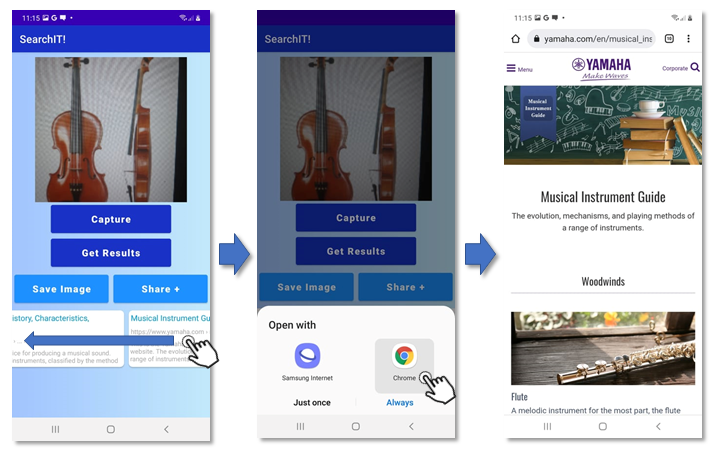 11:15
SearchIT!
Capture
Get Results
Save Image
Share +
istory, Characteristics,
Musical Instrument Gu
https://www.yamaha.com ›
ice for producing a musical sound.
website. The evolution
instruments, classified by the method
range of instruments
11:15
SearchIT!
Capture
Get Results
Save Image
Share +
Open with
Samsung Internet
Chrome
Just once
Always
11:15
yamaha.com/en/musical_ins
Menu
YAMAHA
Make Waves
Corporate
Musical
Instrument
Guide
Musical Instrument Guide
The evolution, mechanisms, and playing methods of
a range of instruments.
Woodwinds
Flute
A melodic instrument for the most part, the flute